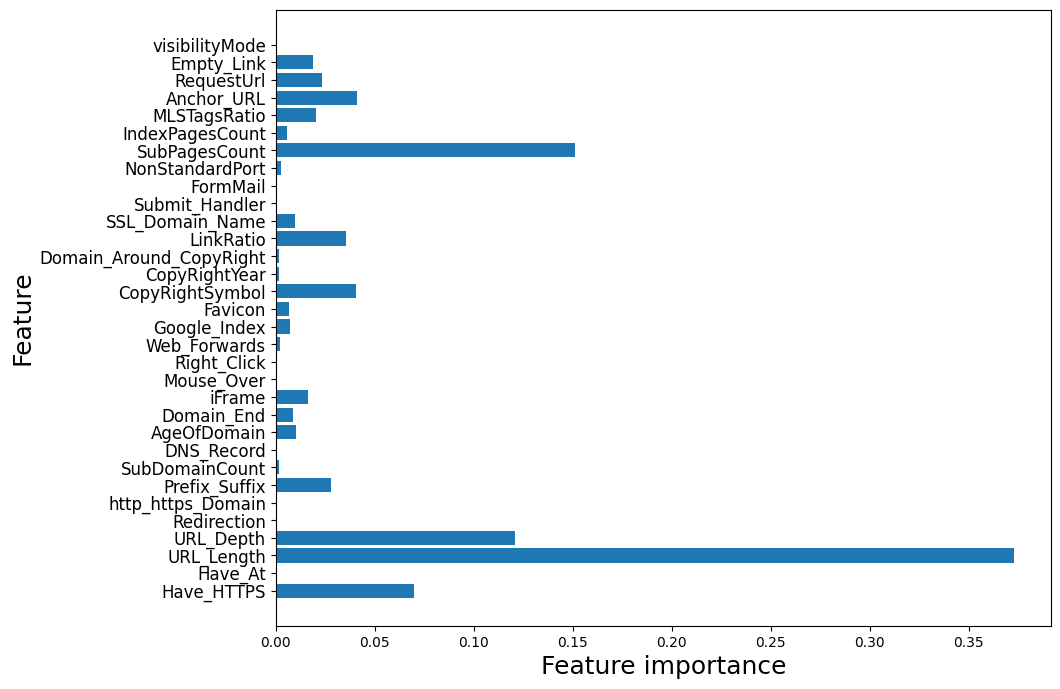 visibilityMode
Empty_Link
RequestUrl
Anchor_URL
MLSTagsRatio
IndexPagesCount
SubPagesCount
NonStandardPort
FormMail
Submit_Handler
SSL_Domain_Name
LinkRatio
Domain_Around_CopyRight
CopyRightYear
CopyRightSymbol
Favicon
Google_Index
Web_Forwards
Right_Click
Mouse_Over
iFrame
Domain_End
AgeOfDomain
DNS_Record
SubDomainCount
Prefix_Suffix
http_https_Domain
Redirection
URL_Depth
URL_Length
Have_At
Have_HTTPS
Feature
0.00 0.05 0.10 0.15 0.20 0.25 0.30 0.35
Feature importance